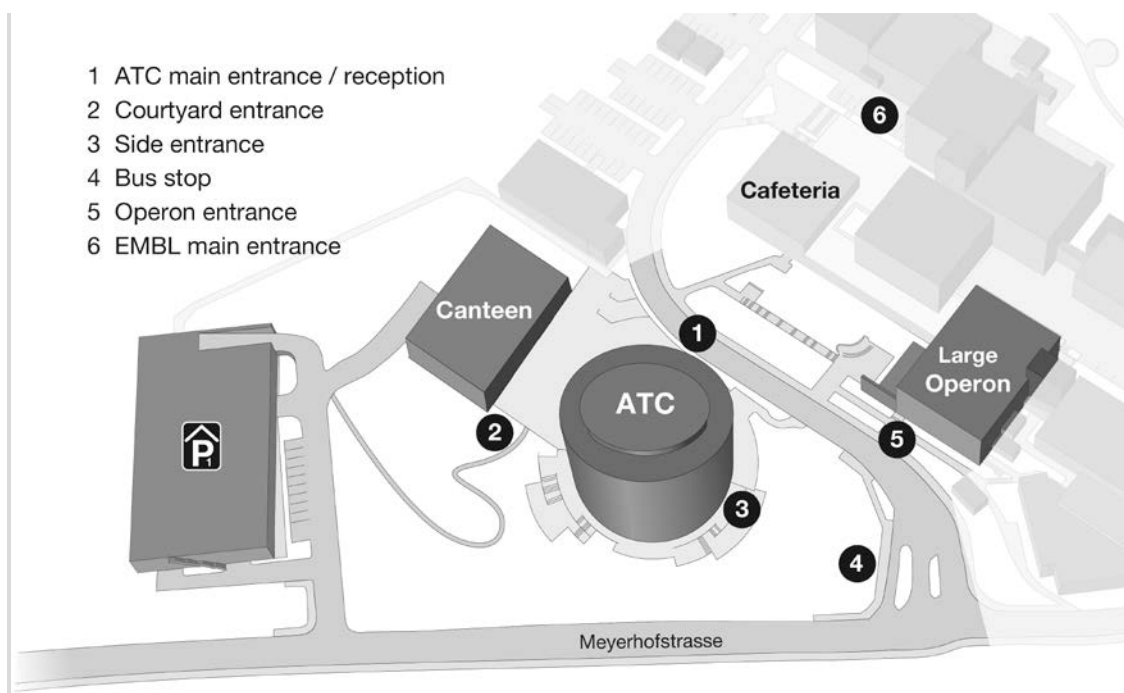 1 ATC main entrance / reception
2 Courtyard entrance
3 Side entrance
4 Bus stop
5 Operon entrance
6 EMBL main entrance
6
Cafeteria
Canteen
1
Large
Operon
ATC
2
5
P1
3
4
Meyerhofstrasse